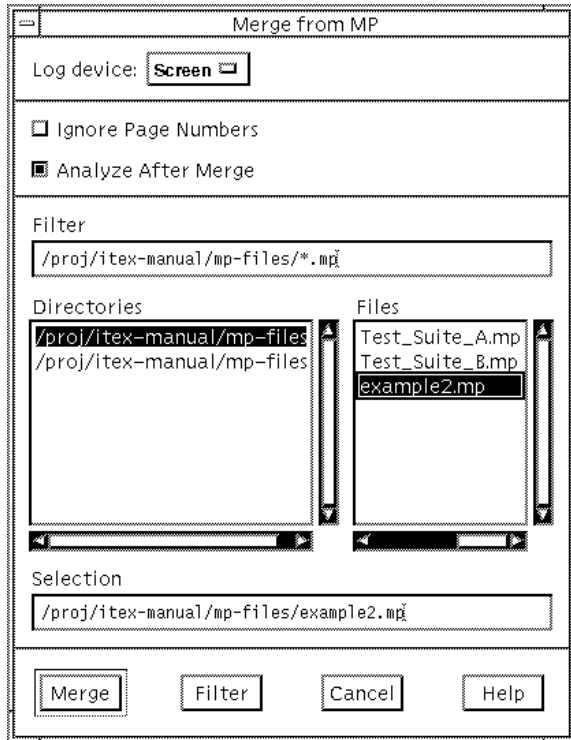 Merge from MP
Log device: Screen
Ignore Page Numbers
Analyze After Merge
Filter
/proj/itex-manual/mp-files/*.mp
Directories
/proj/itex-manual/mp-files
/proj/itex-manual/mp-files
Files
Test_Suite_A.mp
Test_Suite_B.mp
example2.mp
Selection
/proj/itex-manual/mp-files/example2.mp
Merge Filter Cancel Help